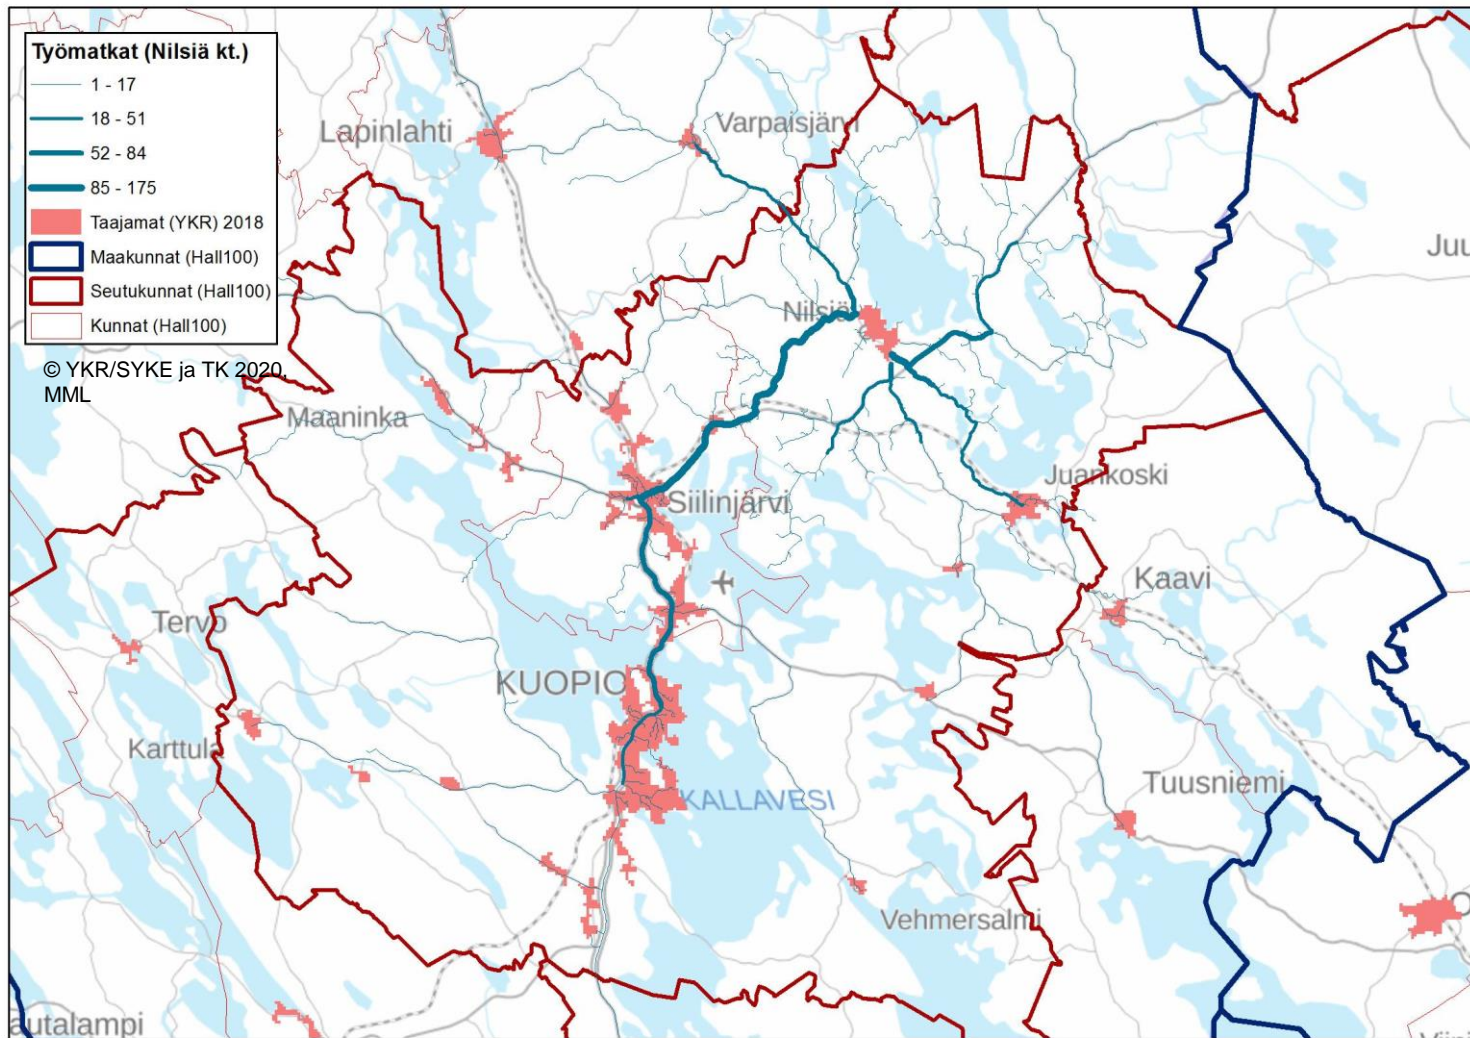 Työmatkat (Nilsiä kt.)
1 - 17
18 - 51
52 - 84
85 - 175
Taajamat (YKR) 2018
Maakunnat (Hall100)
Seutukunnat (Hall100)
Kunnat (Hall100)
© YKR/SYKE ja TK 2020,
MML
Lapinlahti
Varpaisjärvi
Juu
Nilsiä
Maaninka
Juankoski
Siilinjärvi
Kaavi
Tervo
KUOPIO
Karttula
Tuusniemi
KALLAVESI
Vehmersalmi
autalampi